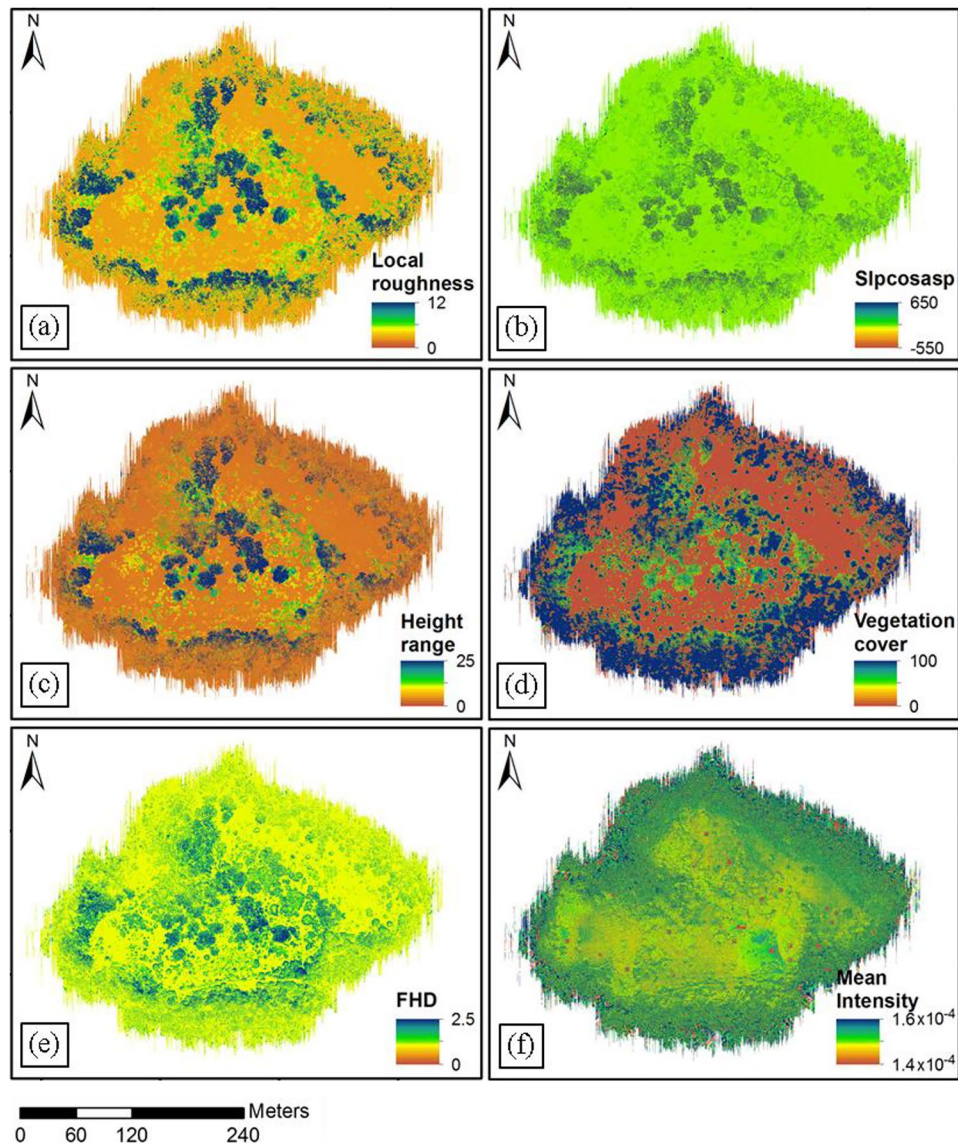 N
Local
roughness
12
0
(a)
N
Slpcosasp
650
-550
(b)
N
Height
range
25
0
(c)
N
Vegetation
cover
100
0
(d)
N
FHD
2.5
0
(e)
N
Mean
Intensity
1.6x10-4
1.4x10-4
(f)
Meters
0 60 120 240